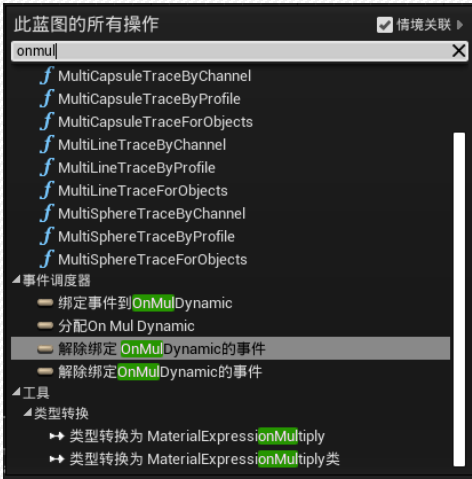 此蓝图的所有操作
情境关联
onmul
MultiCapsuleTraceByChannel
MultiCapsuleTraceByProfile
MultiCapsuleTraceForObjects
MultiLineTraceByChannel
MultiLineTraceByProfile
MultiLineTraceForObjects
MultiSphereTraceByChannel
MultiSphereTraceByProfile
MultiSphereTraceForObjects
事件调度器
绑定事件到OnMulDynamic
分配On Mul Dynamic
解除绑定 OnMulDynamic的事件
解除绑定OnMulDynamic的事件
工具
类型转换
类型转换为 MaterialExpressionMultiply
类型转换为 MaterialExpressionMultiply类